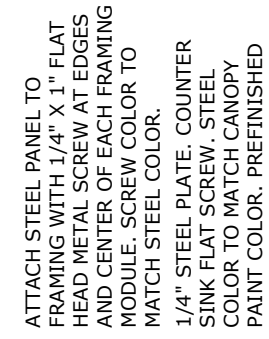 ATTACH STEEL PANEL TO
FRAMING WITH 1/4" X 1" FLAT
HEAD METAL SCREW AT EDGES
AND CENTER OF EACH FRAMING
MODULE. SCREW COLOR TO
MATCH STEEL COLOR.
1/4" STEEL PLATE. COUNTER
SINK FLAT SCREW. STEEL
COLOR TO MATCH CANOPY
PAINT COLOR. PREFINISHED